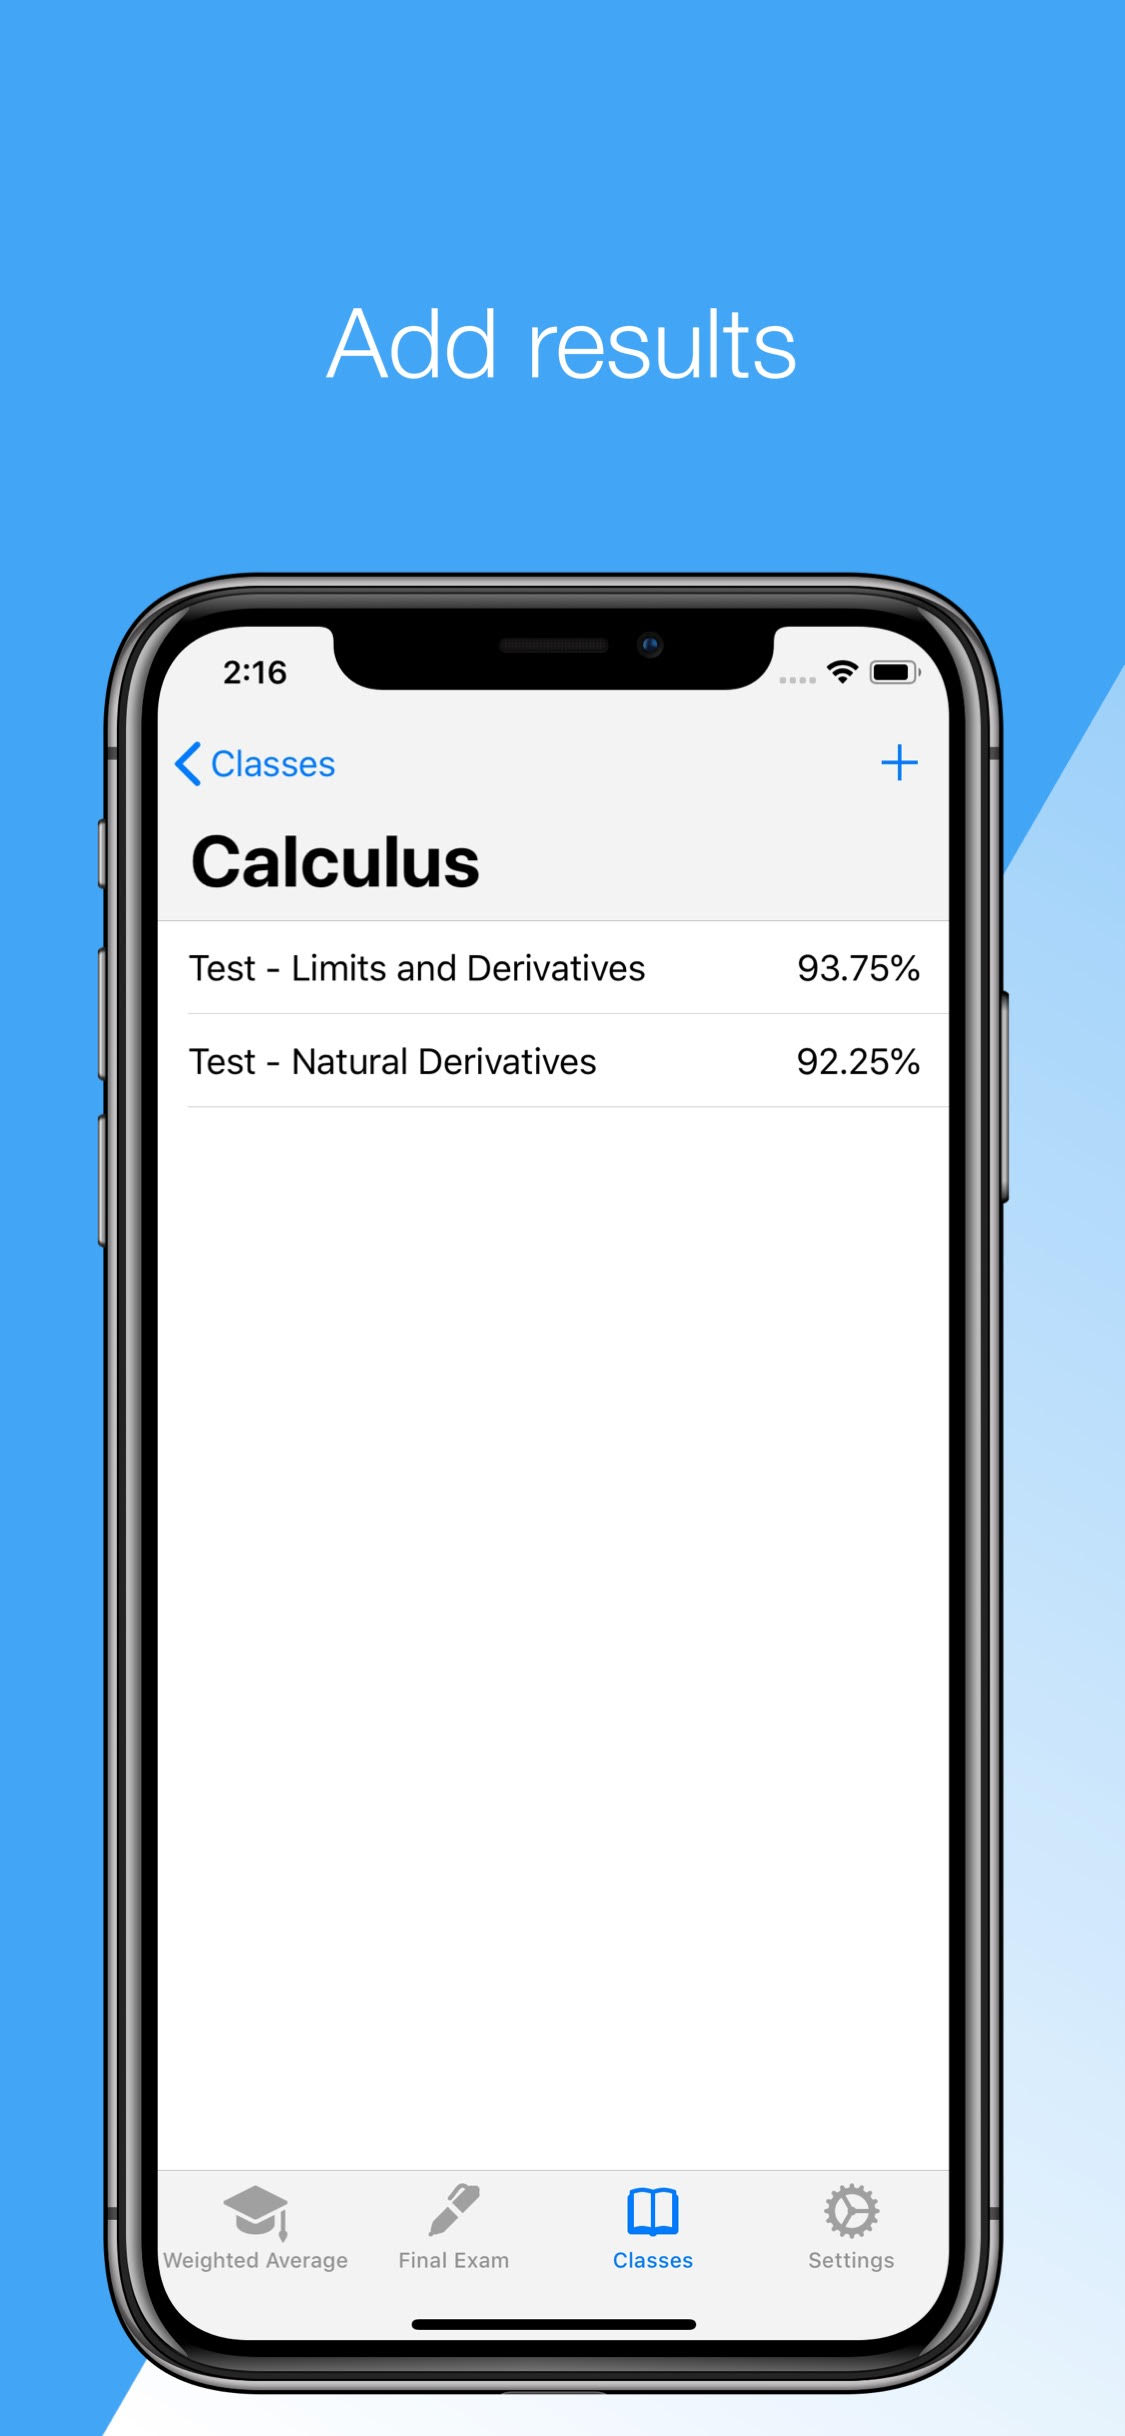 Add results
2:16
Classes
Calculus
Test - Limits and Derivatives 93.75%
Test - Natural Derivatives 92.25%
Weighted Average Final Exam Classes Settings